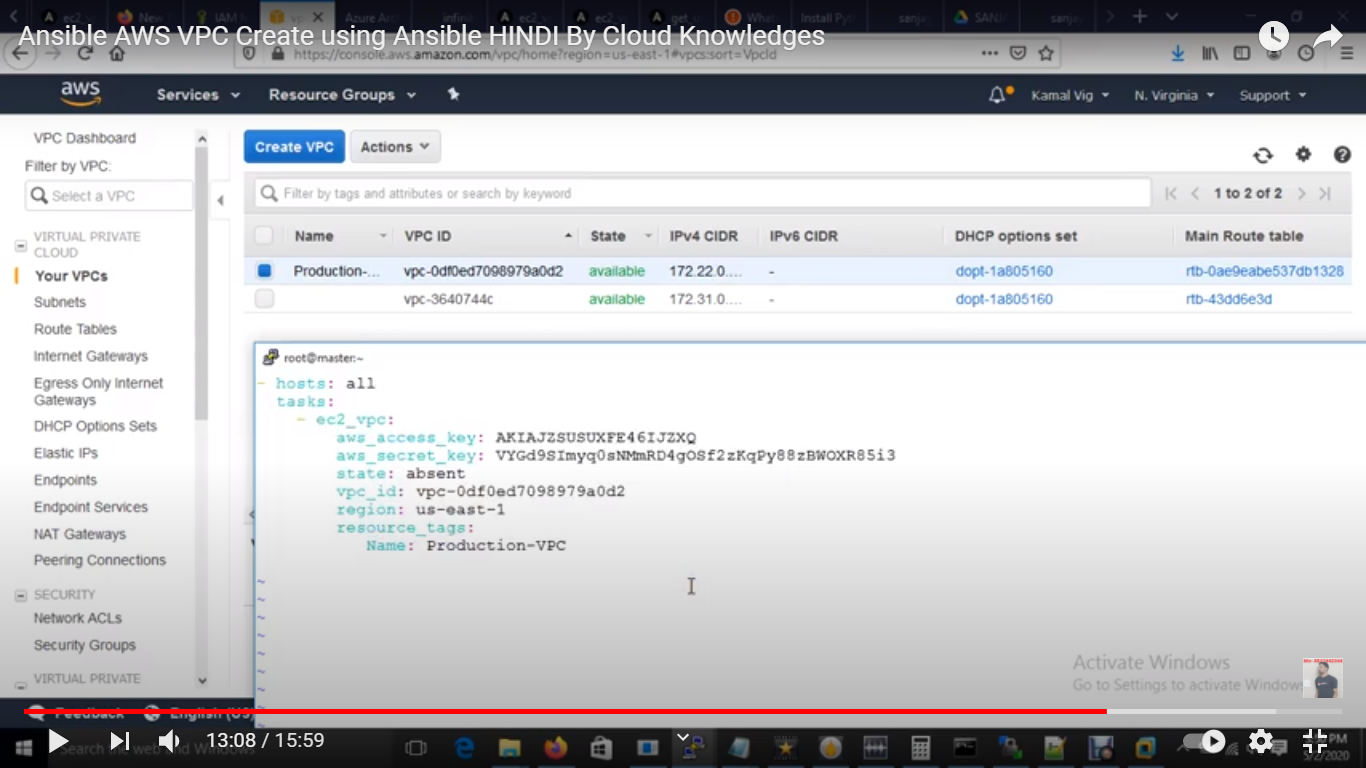 Ansible AWS VPC Create using Ansible HINDI By Cloud Knowledges
https://console.aws.amazon.com/vpc/home?region=us-east-1#vpcs:sort=VpcId
aws Services Resource Groups Kamal Vig N. Virginia Support
VPC Dashboard
Filter by VPC:
Select a VPC
VIRTUAL PRIVATE
CLOUD
Your VPCs
Subnets
Route Tables
Internet Gateways
Egress Only Internet
Gateways
DHCP Options Sets
Elastic IPs
Endpoints
Endpoint Services
NAT Gateways
Peering Connections
SECURITY
Network ACLs
Security Groups
VIRTUAL PRIVATE
Create VPC Actions
Filter by tags and attributes or search by keyword
1 to 2 of 2
Name VPC ID State IPv4 CIDR IPv6 CIDR DHCP options set Main Route table
Production-... vpc-0df0ed7098979a0d2 available 172.22.0.... - dopt-1a805160 rtb-0ae9eabe537db1328
vpc-3640744c available 172.31.0.... - dopt-1a805160 rtb-43dd6e3d
root@master:~
- hosts: all
tasks:
- ec2_vpc:
aws_access_key: AKIAJZSUSUXFE46IJZXQ
aws_secret_key:
state: absent
vpc_id: vpc-0df0ed7098979a0d2
region: us-east-1
resource_tags:
Name: Production-VPC
Activate Windows
Go to Settings to activate Windows
Feedback English (US)
Search the web and Windows
13:08 / 15:59
5/2/2020